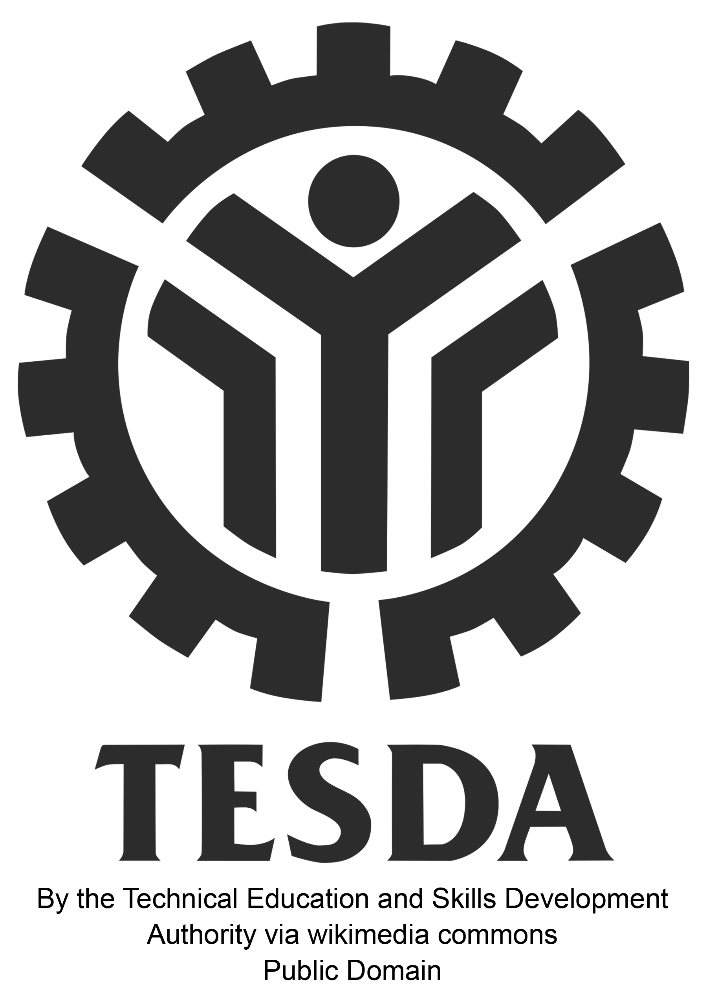 TESDA
By the Technical Education and Skills Development
Authority via wikimedia commons
Public Domain